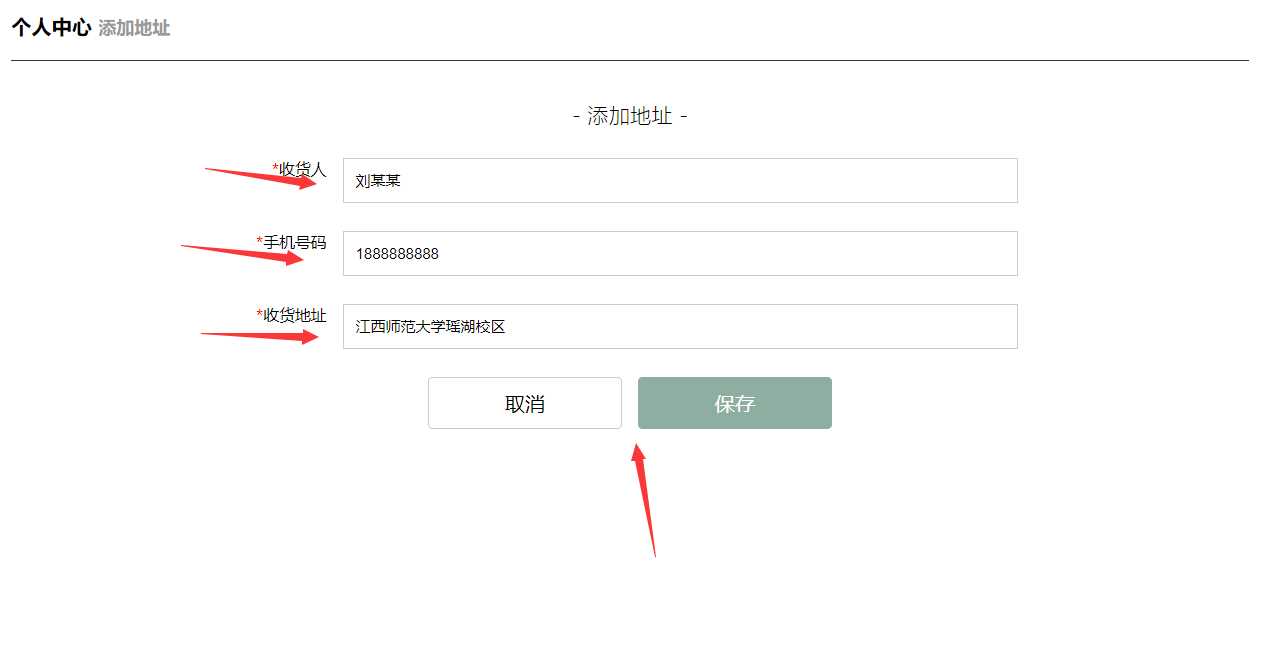 个人中心 添加地址
- 添加地址 -
*收货人 刘某某
*手机号码 1888888888
*收货地址 江西师范大学瑶湖校区
取消 保存